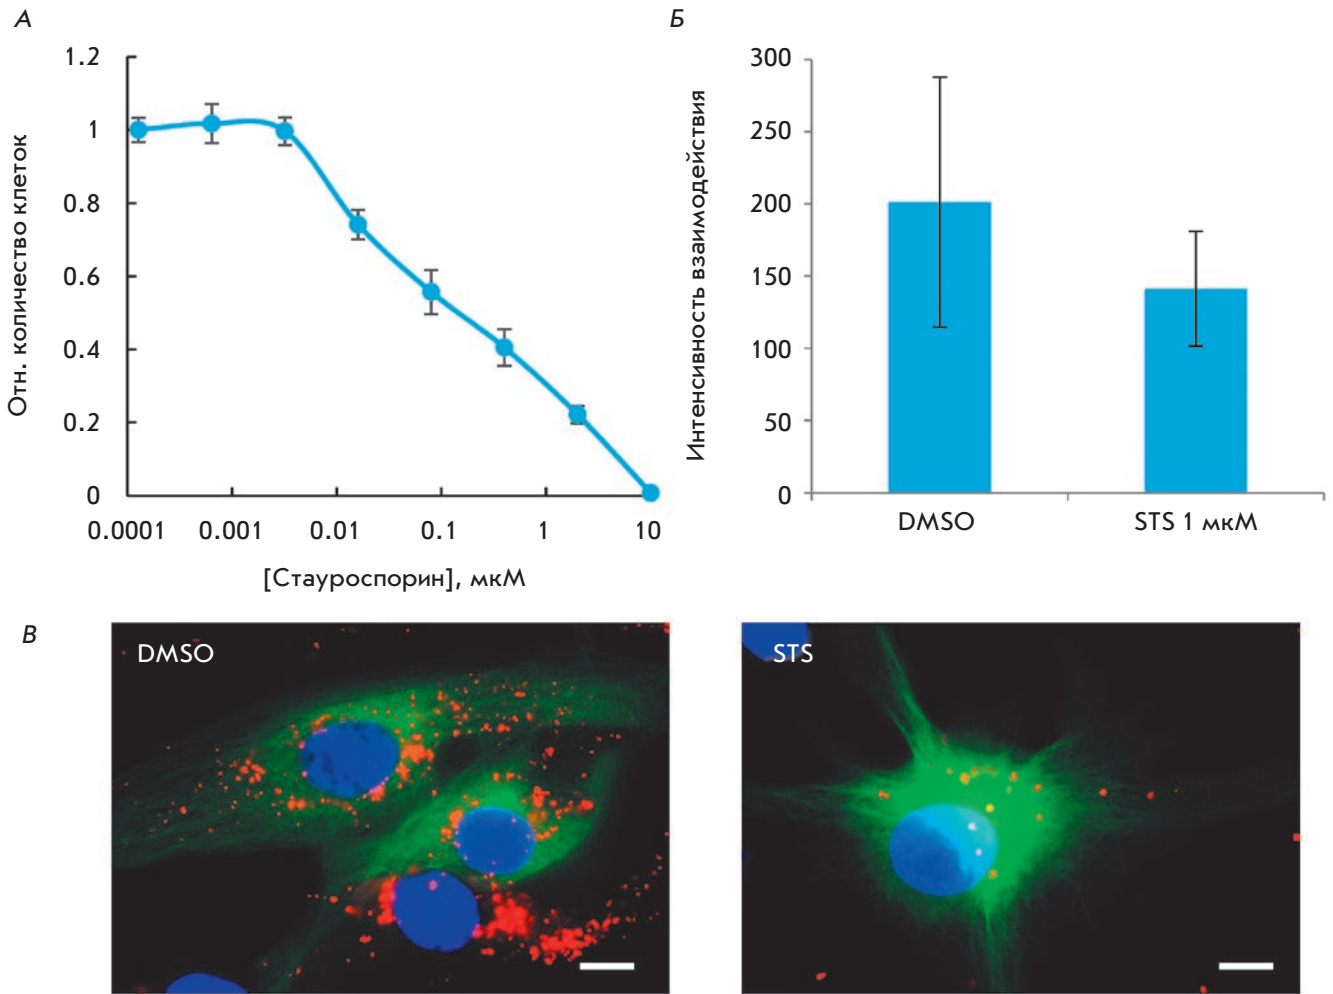 А
1.2
1
0.8
0.6
0.4
0.2
0
Отн. количество клеток
0.0001 0.001 0.01 0.1 1 10
[Стауроспорин], мкМ
Б
300
250
200
150
100
50
0
Интенсивность взаимодействия
DMSO STS 1 мкМ
В
DMSO
STS